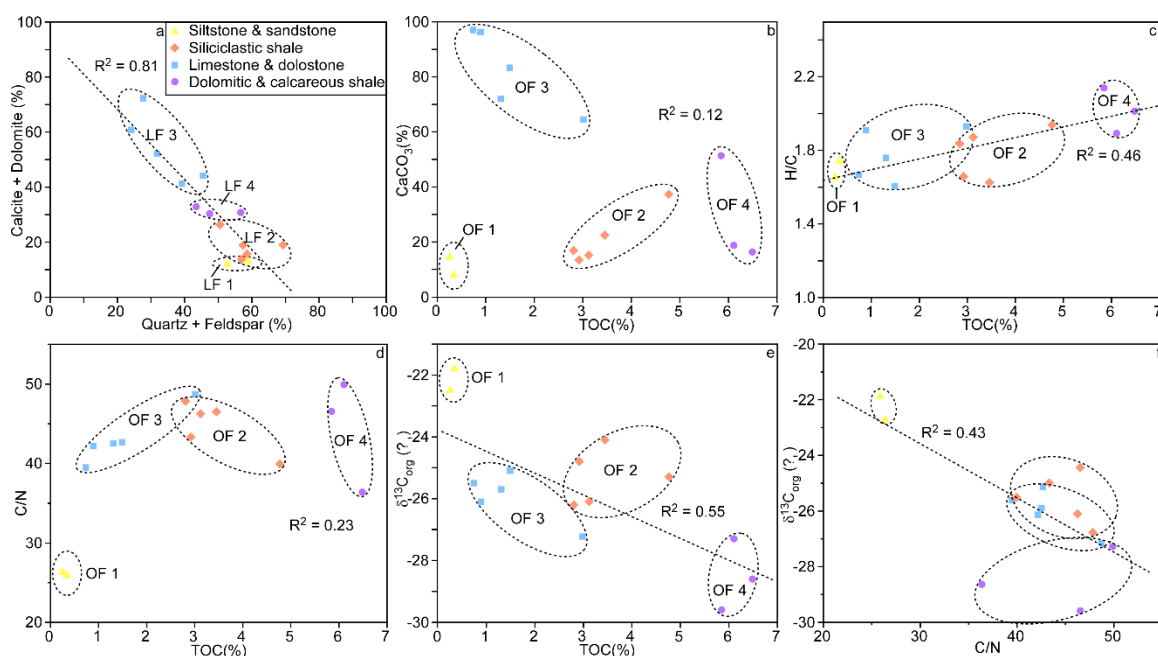 a
Siltstone & sandstone
Siliciclastic shale
Limestone & dolostone
Dolomitic & calcareous shale
R² = 0.81
LF 3
LF 4
LF 2
LF 1
Calcite + Dolomite (%)
100
80
60
40
20
0
0 20 40 60 80 100
Quartz + Feldspar (%)
b
OF 3
R² = 0.12
OF 2
OF 4
OF 1
CaCO₃(%)
100
80
60
40
20
0
0 1 2 3 4 5 6 7
TOC(%)
c
OF 4
OF 3
OF 2
R² = 0.46
OF 1
H/C
2.2
1.8
1.4
1.0
0 1 2 3 4 5 6 7
TOC(%)
d
OF 3
OF 2
OF 4
R² = 0.23
OF 1
C/N
50
40
30
20
0 1 2 3 4 5 6 7
TOC(%)
e
OF 1
OF 2
OF 3
R² = 0.55
OF 4
δ¹³Corg (?
-22
-24
-26
-28
-30
0 1 2 3 4 5 6 7
TOC(%)
f
R² = 0.43
δ¹³Corg (?
-20
-22
-24
-26
-28
-30
20 30 40 50
C/N